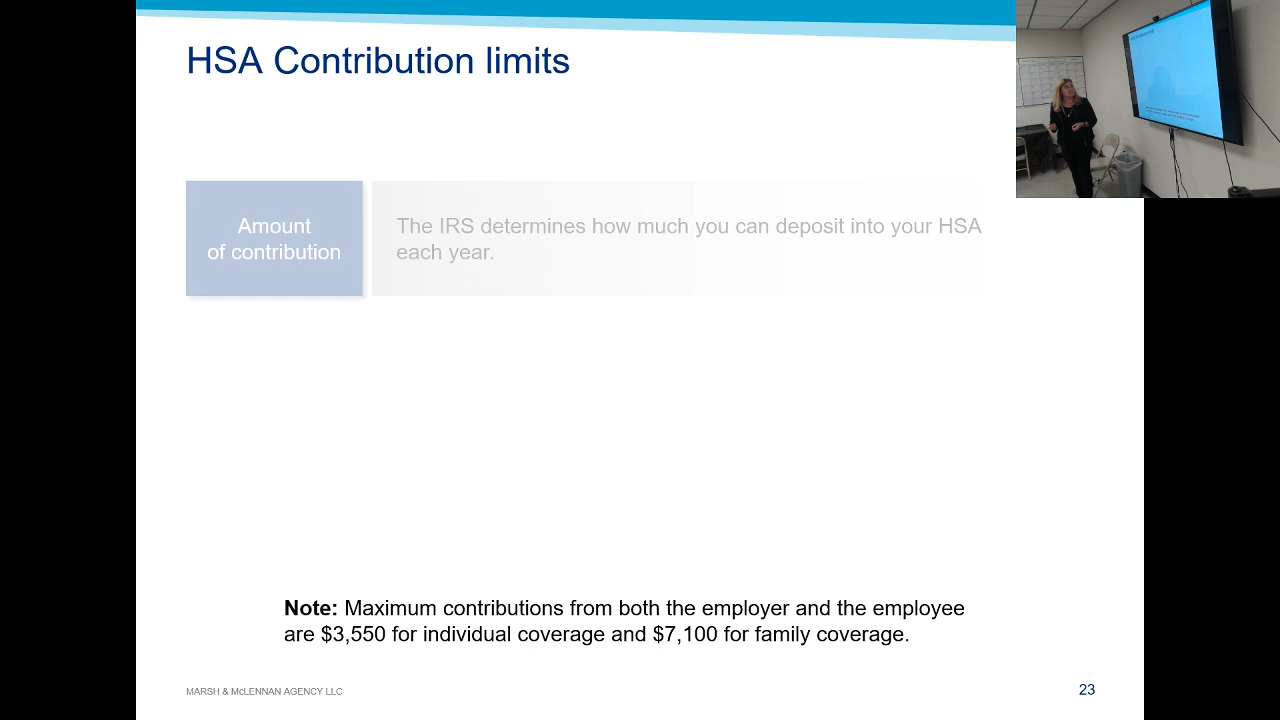 HSA Contribution limits
Amount
of contribution
The IRS determines how much you can deposit into your HSA
each year.
Note: Maximum contributions from both the employer and the employee
are $3,550 for individual coverage and $7,100 for family coverage.
MARSH & McLENNAN AGENCY LLC
23